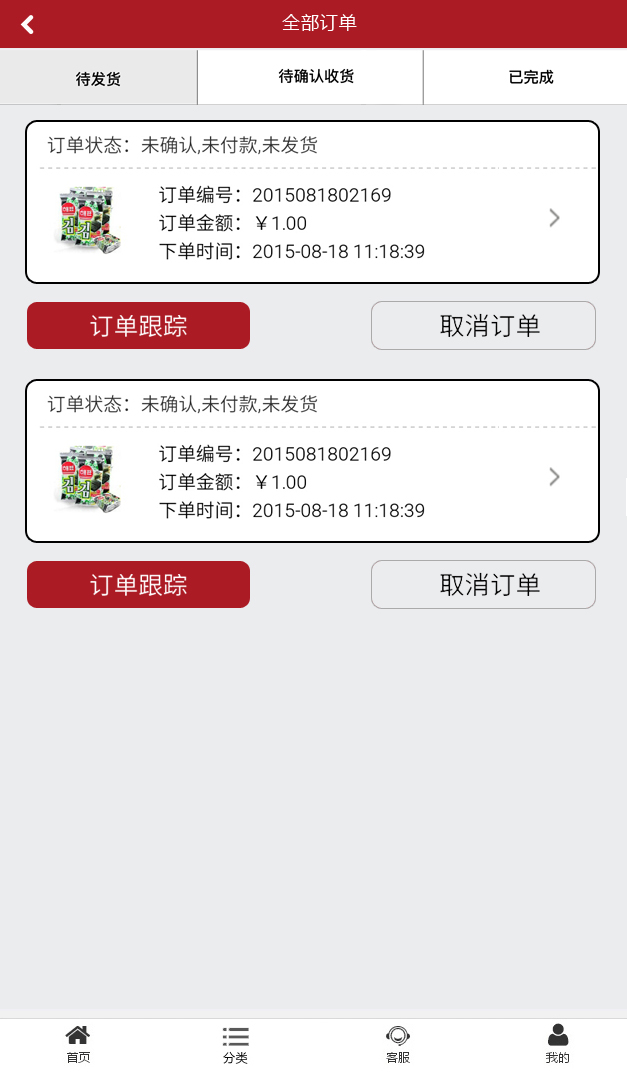 全部订单
待发货
待确认收货
已完成
订单状态：未确认,未付款,未发货
订单编号：2015081802169
订单金额：￥1.00
下单时间：2015-08-18 11:18:39
김
김
订单跟踪
取消订单
订单状态：未确认,未付款,未发货
订单编号：2015081802169
订单金额：￥1.00
下单时间：2015-08-18 11:18:39
김
김
订单跟踪
取消订单
首页
分类
客服
我的